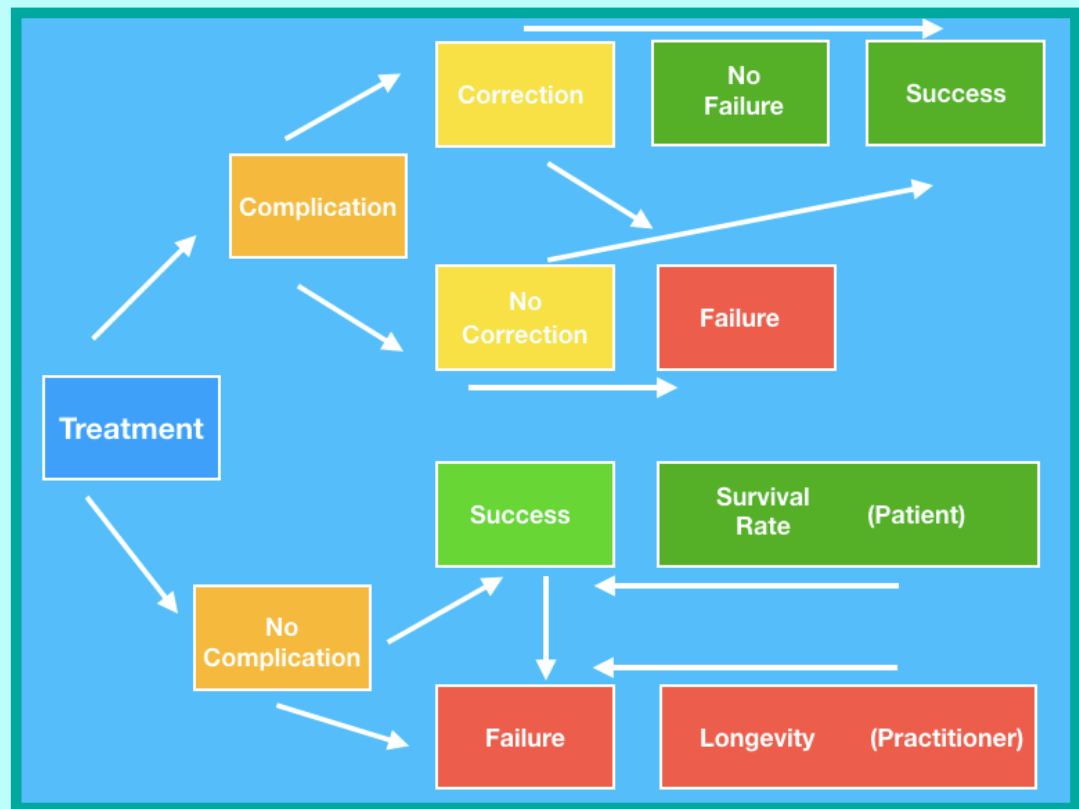 Correction
No
Failure
Success
Complication
No
Correction
Failure
Treatment
Success
Survival
Rate
(Patient)
No
Complication
Failure
Longevity (Practitioner)